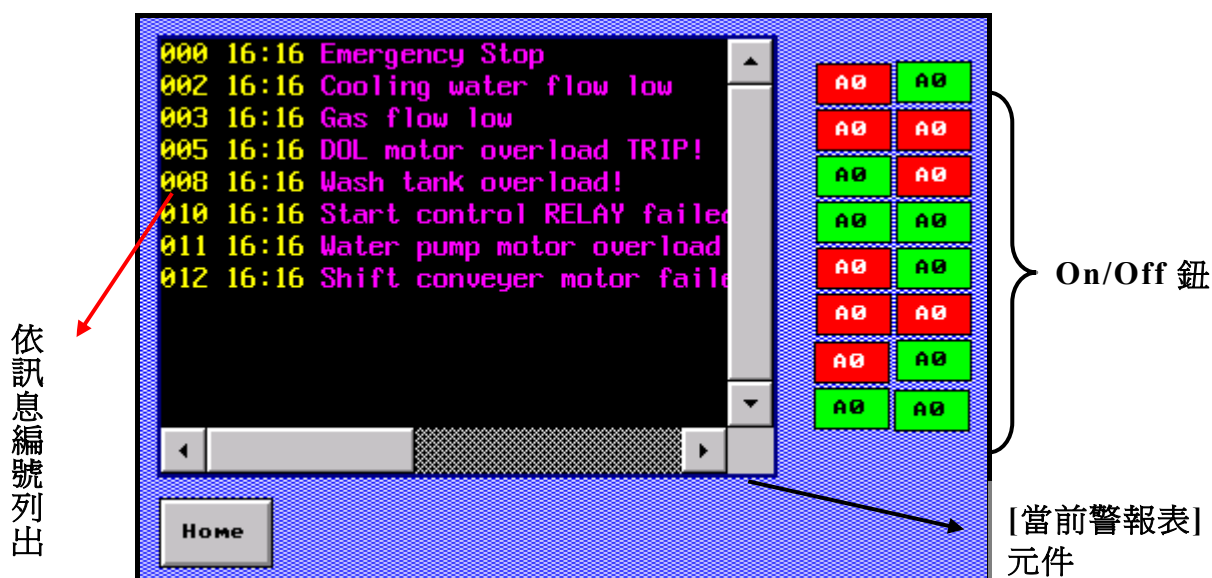 000 16:16 Emergency Stop
002 16:16 Cooling water flow low
003 16:16 Gas flow low
005 16:16 DOL motor overload TRIP!
008 16:16 Wash tank overload!
010 16:16 Start control RELAY failed
011 16:16 Water pump motor overload
012 16:16 Shift conveyer motor faile
A0 A0
A0 A0
A0 A0
A0 A0
A0 A0
A0 A0
A0 A0
A0 A0
On/Off 鈕
依訊息編號列出
Home
[當前警報表]
元件